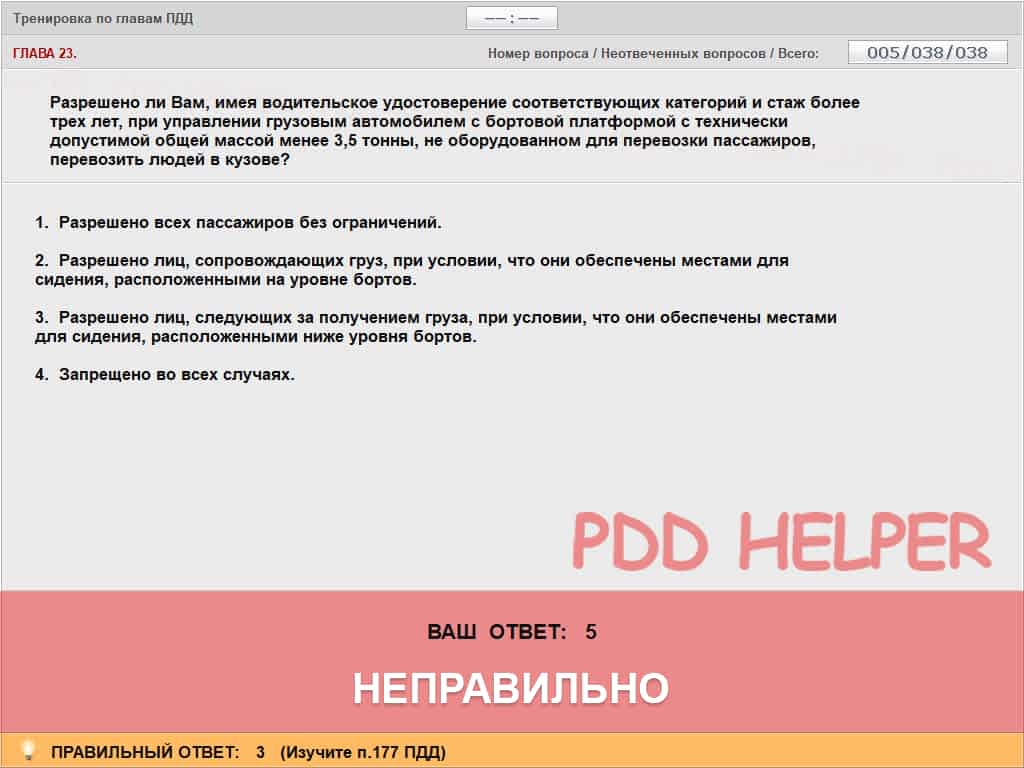 Тренировка по главам ПДД
–– : ––
ГЛАВА 23.
Номер вопроса / Неотвеченных вопросов / Всего:
005/038/038
Разрешено ли Вам, имея водительское удостоверение соответствующих категорий и стаж более
трех лет, при управлении грузовым автомобилем с бортовой платформой с технически
допустимой общей массой менее 3,5 тонны, не оборудованном для перевозки пассажиров,
перевозить людей в кузове?
1. Разрешено всех пассажиров без ограничений.
2. Разрешено лиц, сопровождающих груз, при условии, что они обеспечены местами для
сидения, расположенными на уровне бортов.
3. Разрешено лиц, следующих за получением груза, при условии, что они обеспечены местами
для сидения, расположенными ниже уровня бортов.
4. Запрещено во всех случаях.
PDD HELPER
ВАШ ОТВЕТ: 5
НЕПРАВИЛЬНО
ПРАВИЛЬНЫЙ ОТВЕТ: 3 (Изучите п.177 ПДД)